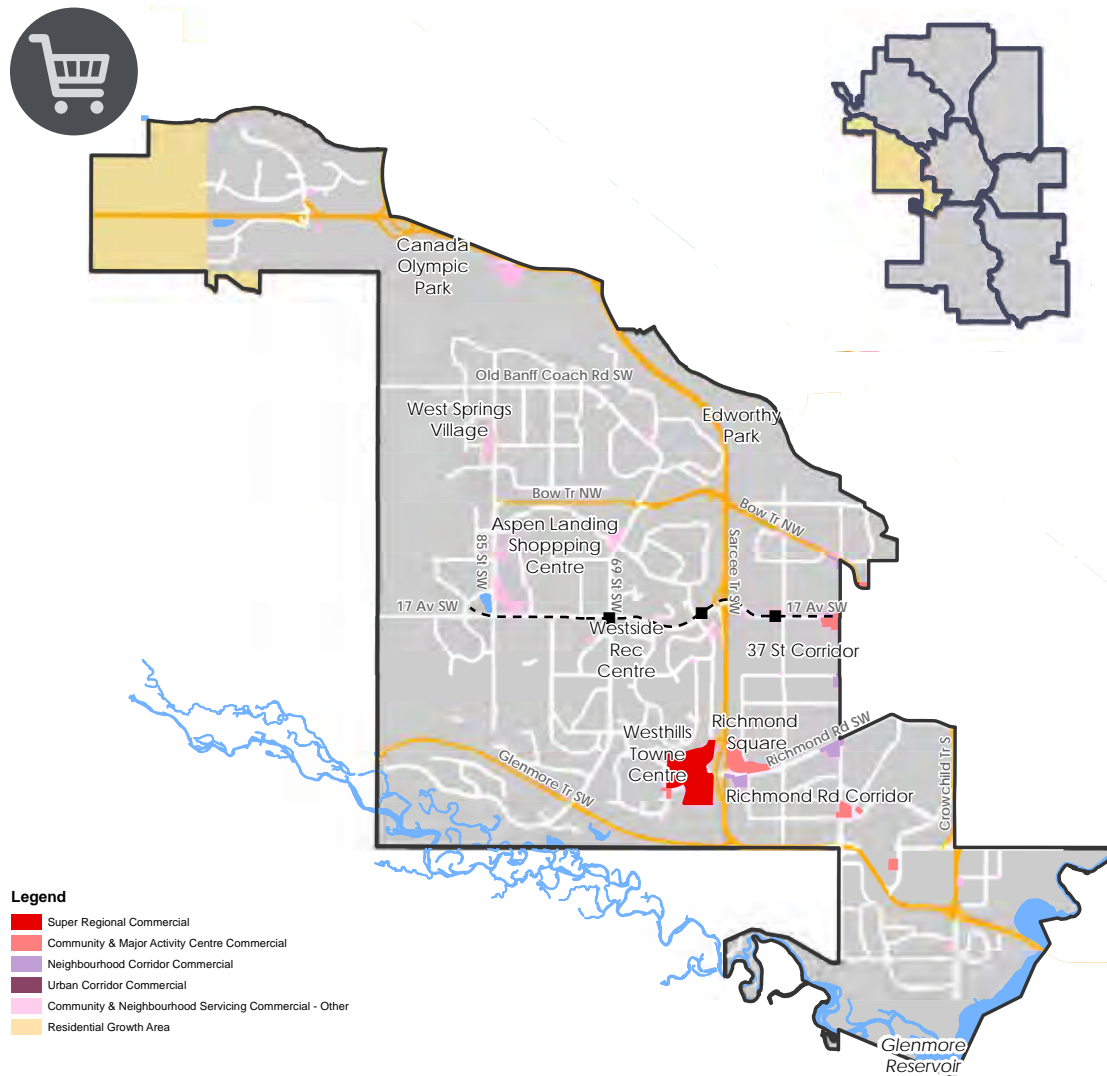 Canada
Olympic
Park
Old Banff Coach Rd SW
West Springs
Village
Edworthy
Park
Bow Tr NW
Bow Tr NW
Aspen Landing
Shoppping
Centre
85 St SW
69 St SW
Sarcee Tr SW
17 Av SW
17 Av SW
Westside
Rec
Centre
37 St Corridor
Westhills
Towne
Centre
Richmond
Square
Richmond Rd SW
Glenmore Tr SW
Richmond Rd Corridor
Crowchild Tr S
Legend
Super Regional Commercial
Community & Major Activity Centre Commercial
Neighbourhood Corridor Commercial
Urban Corridor Commercial
Community & Neighbourhood Servicing Commercial - Other
Residential Growth Area
Glenmore
Reservoir